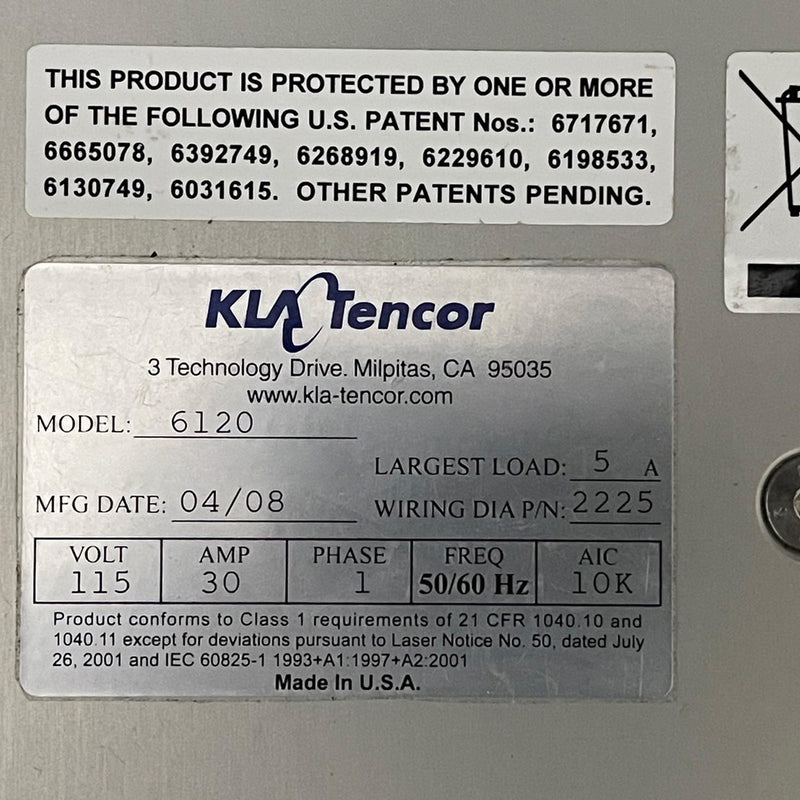 THIS PRODUCT IS PROTECTED BY ONE OR MORE
OF THE FOLLOWING U.S. PATENT Nos.: 6717671,
6665078, 6392749, 6268919, 6229610, 6198533,
6130749, 6031615. OTHER PATENTS PENDING.
KLA Tencor
3 Technology Drive. Milpitas, CA 95035
www.kla-tencor.com
MODEL: 6120
LARGEST LOAD: 5 A
MFG DATE: 04/08 WIRING DIA P/N: 2225
VOLT AMP PHASE FREQ AIC
115 30 1 50/60 Hz 10K
Product conforms to Class 1 requirements of 21 CFR 1040.10 and
1040.11 except for deviations pursuant to Laser Notice No. 50, dated July
26, 2001 and IEC 60825-1 1993+A1:1997+A2:2001
Made In U.S.A.